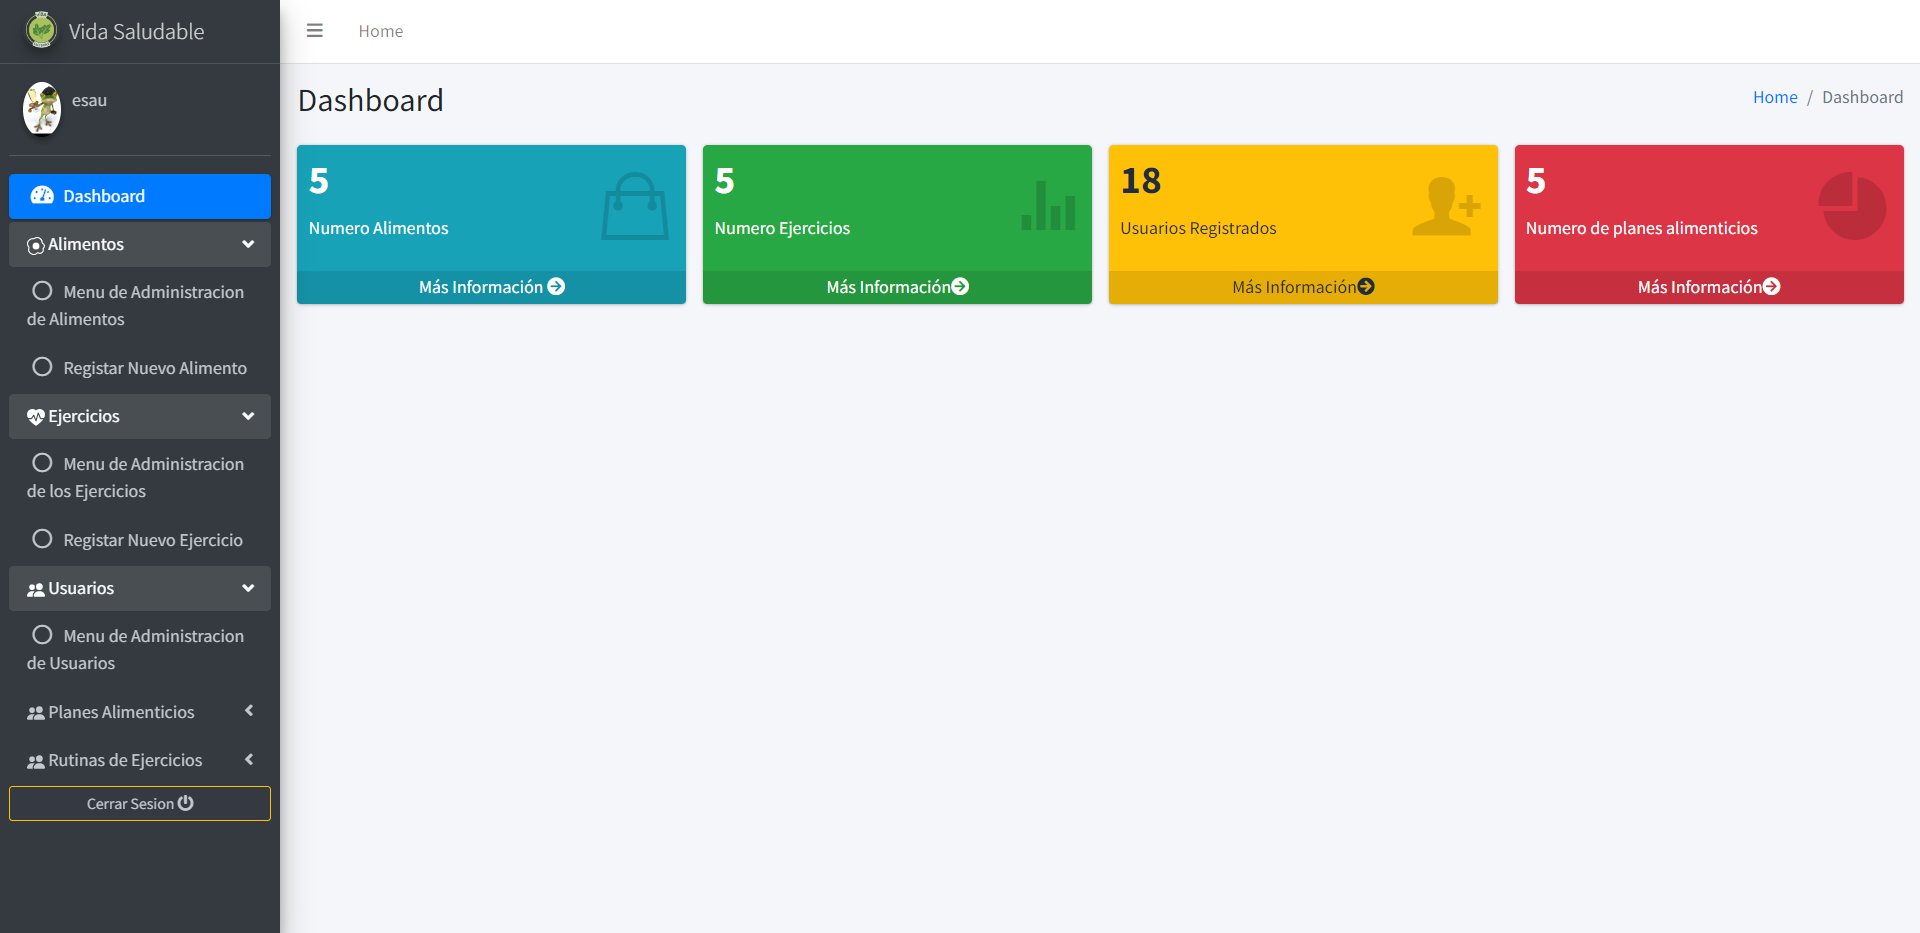 Vida Saludable
esau
Dashboard
Alimentos
Menu de Administracion
de Alimentos
Registar Nuevo Alimento
Ejercicios
Menu de Administracion
de los Ejercicios
Registar Nuevo Ejercicio
Usuarios
Menu de Administracion
de Usuarios
Planes Alimenticios
Rutinas de Ejercicios
Cerrar Sesion
Home
Dashboard
Home / Dashboard
5
Numero Alimentos
Más Información
5
Numero Ejercicios
Más Información
18
Usuarios Registrados
Más Información
5
Numero de planes alimenticios
Más Información